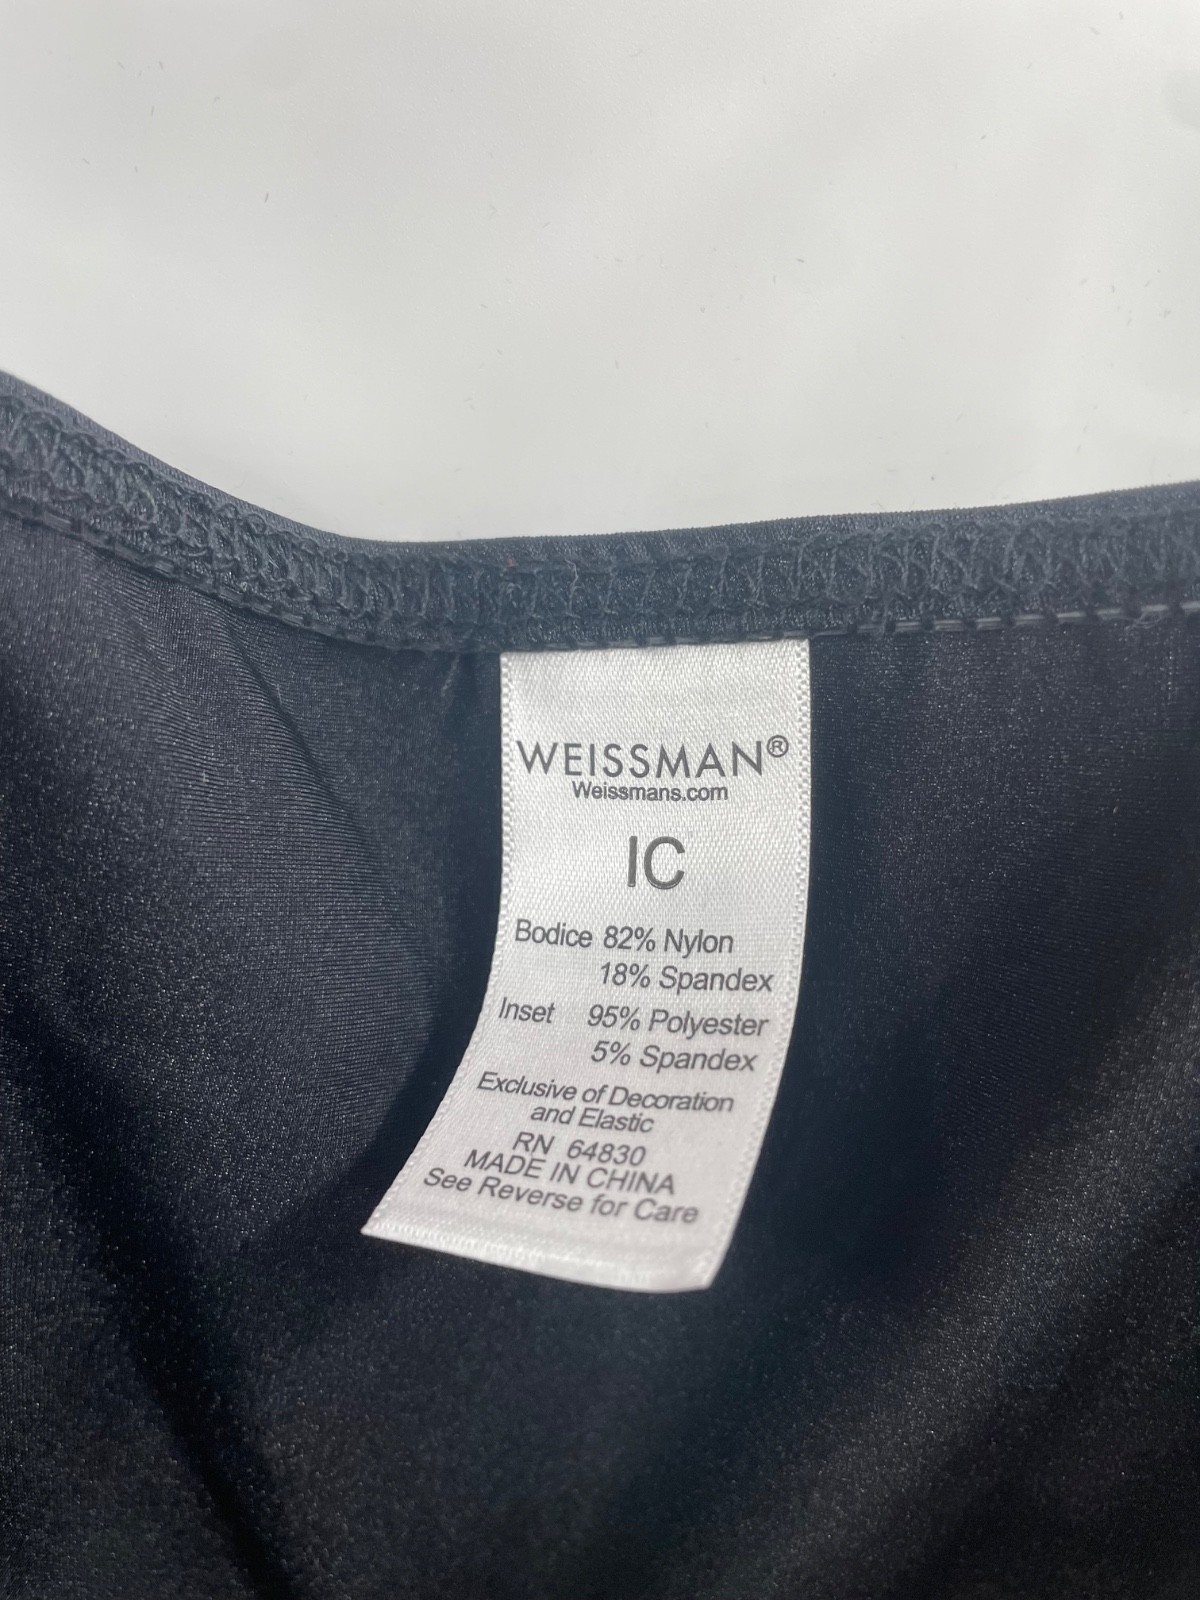 WEISSMAN®
Weissmans.com
IC
Bodice 82% Nylon
18% Spandex
Inset 95% Polyester
5% Spandex
Exclusive of Decoration
and Elastic
RN 64830
MADE IN CHINA
See Reverse for Care